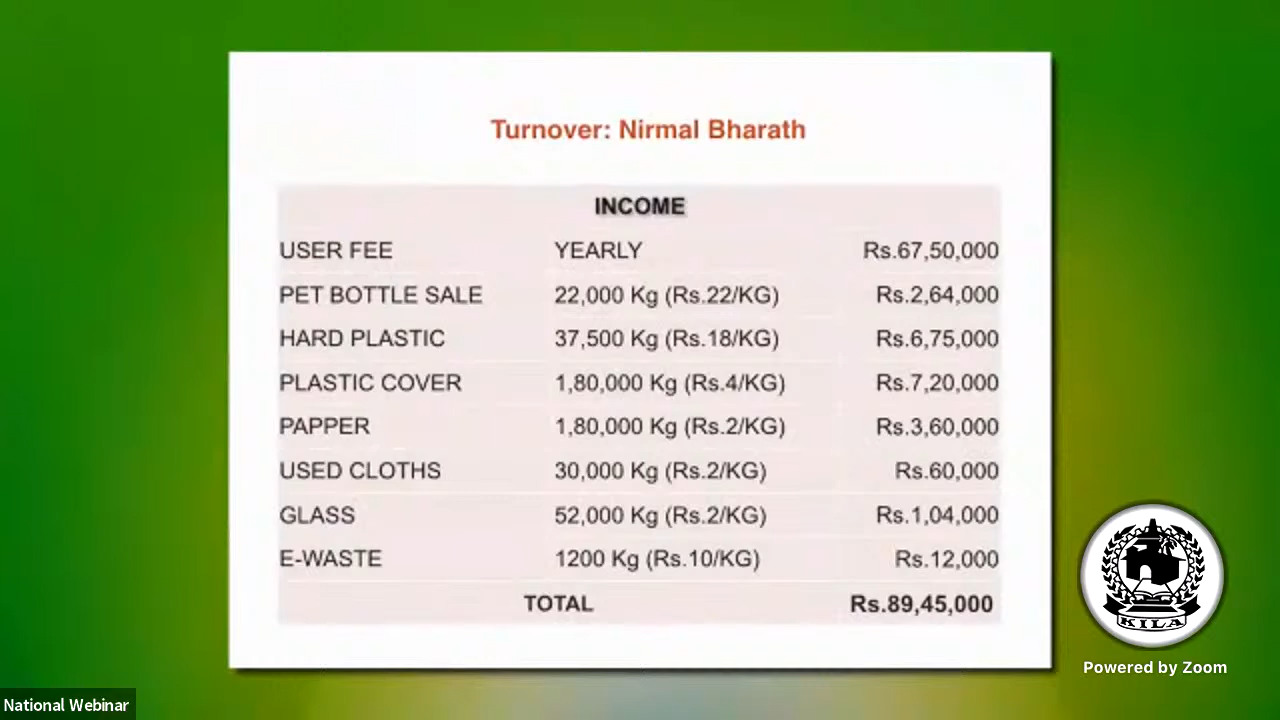 Turnover: Nirmal Bharath
INCOME
USER FEE YEARLY Rs.67,50,000
PET BOTTLE SALE 22,000 Kg (Rs.22/KG) Rs.2,64,000
HARD PLASTIC 37,500 Kg (Rs.18/KG) Rs.6,75,000
PLASTIC COVER 1,80,000 Kg (Rs.4/KG) Rs.7,20,000
PAPPER 1,80,000 Kg (Rs.2/KG) Rs.3,60,000
USED CLOTHS 30,000 Kg (Rs.2/KG) Rs.60,000
GLASS 52,000 Kg (Rs.2/KG) Rs.1,04,000
E-WASTE 1200 Kg (Rs.10/KG) Rs.12,000
TOTAL Rs.89,45,000
KILA
Powered by Zoom
National Webinar